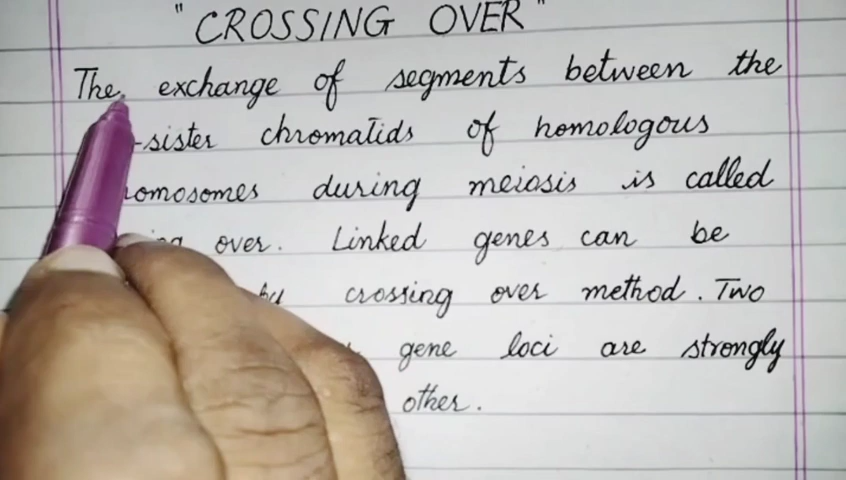 "CROSSING OVER"
The exchange of segments between the
-sister chromatids of homologous
omosomes during meiosis is called
over. Linked genes can be
by crossing over method. Two
gene loci are strongly
other.